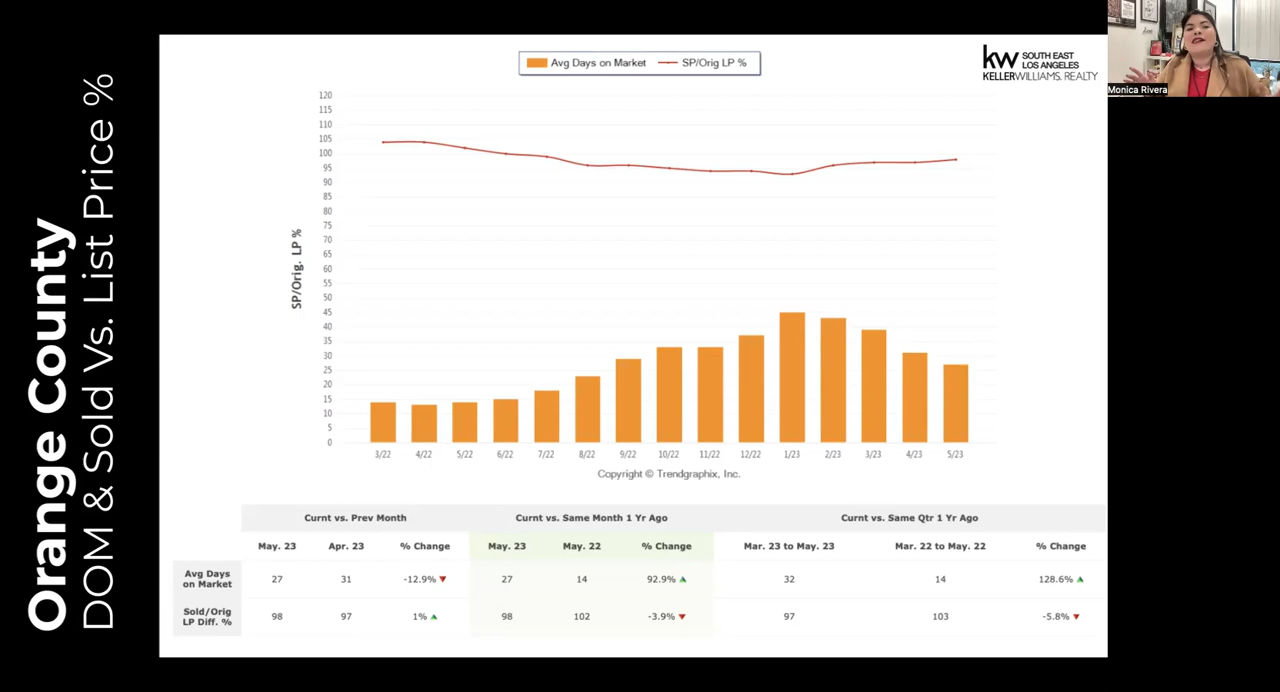 Orange County
DOM & Sold Vs. List Price %
Avg Days on Market SP/Orig LP %
kw SOUTH EAST
LOS ANGELES
KELLERWILLIAMS. REALTY
Monica Rivera
SP/Orig. LP %
120
115
110
105
100
95
90
85
80
75
70
65
60
55
50
45
40
35
30
25
20
15
10
5
0
3/22 4/22 5/22 6/22 7/22 8/22 9/22 10/22 11/22 12/22 1/23 2/23 3/23 4/23 5/23
Copyright © Trendgraphix, Inc.
Curnt vs. Prev Month Curnt vs. Same Month 1 Yr Ago Curnt vs. Same Qtr 1 Yr Ago
May. 23 Apr. 23 % Change May. 23 May. 22 % Change Mar. 23 to May. 23 Mar. 22 to May. 22 % Change
Avg Days
on Market 27 31 -12.9% 27 14 92.9% 32 14 128.6%
Sold/Orig
LP Diff. % 98 97 1% 98 102 -3.9% 97 103 -5.8%